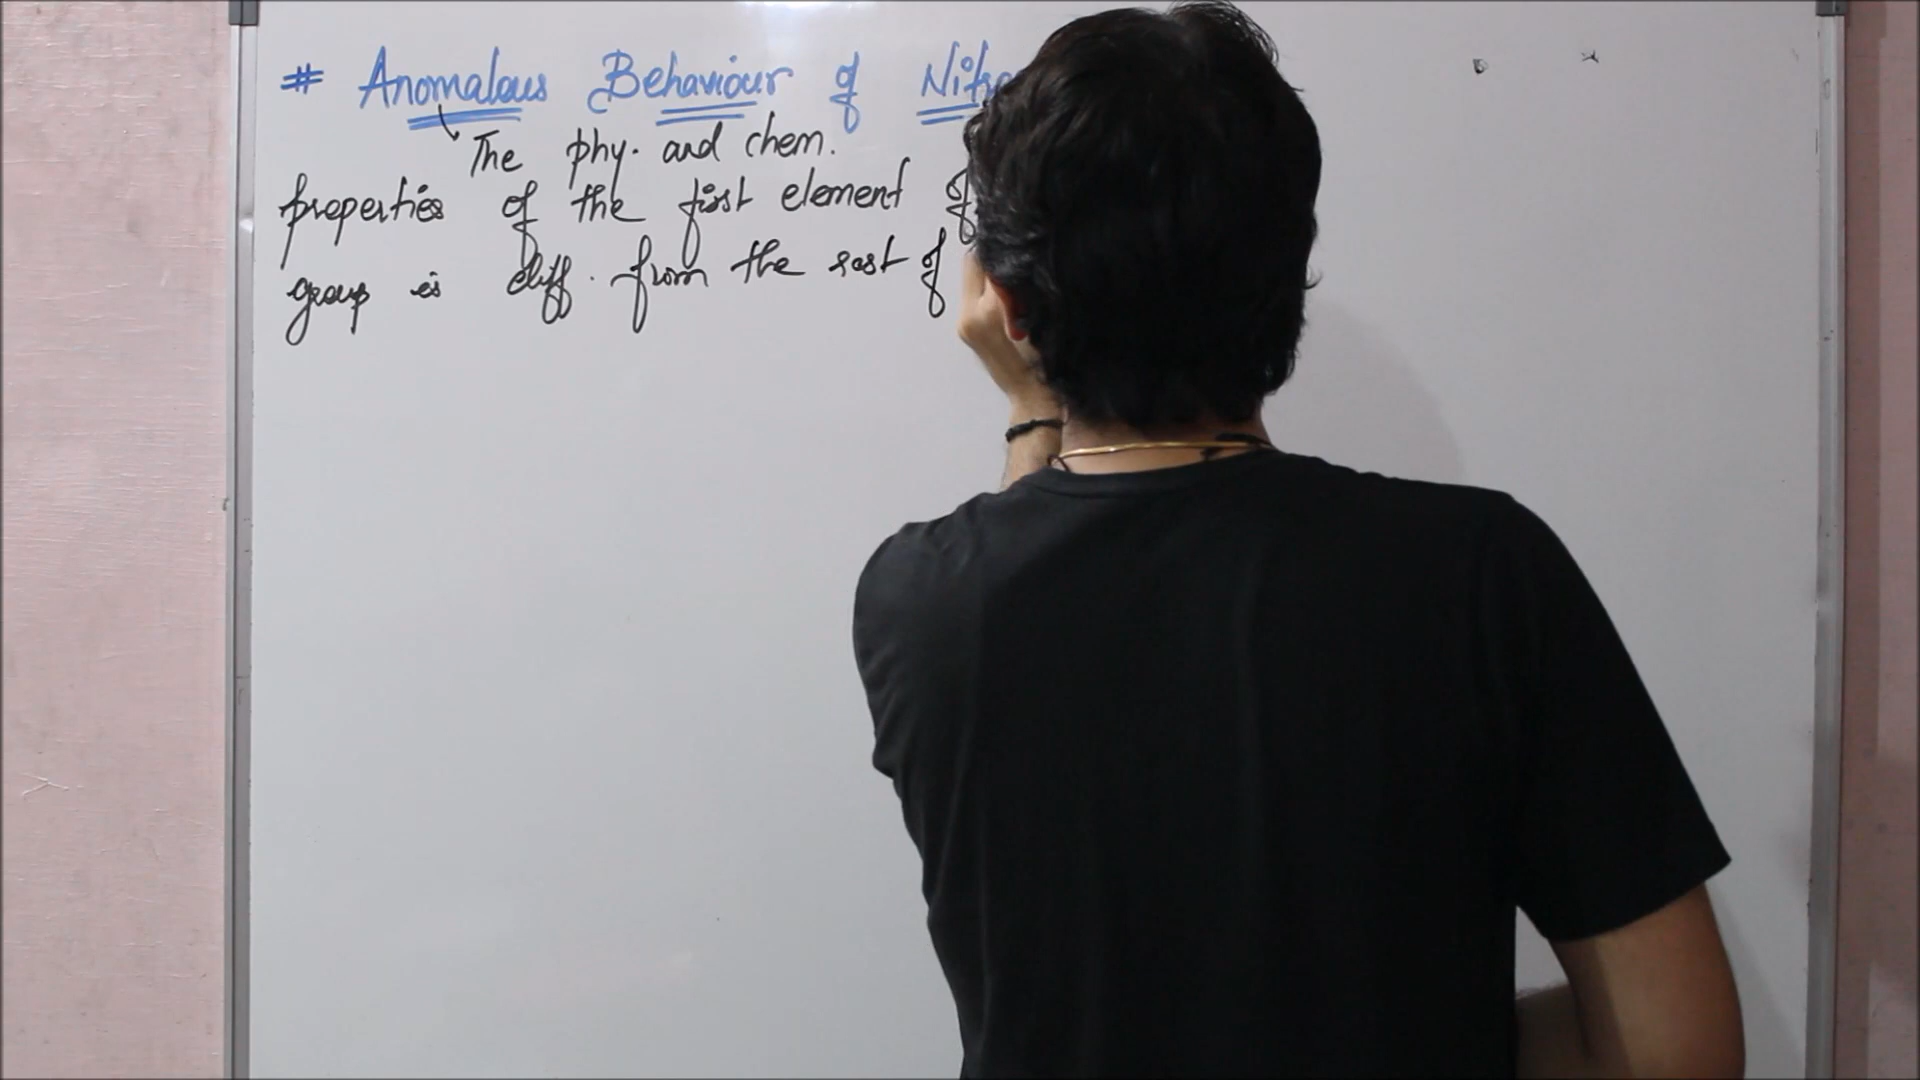 # Anomalous Behaviour of
The phy. and chem.
properties of the first element of
group is diff. from the rest of